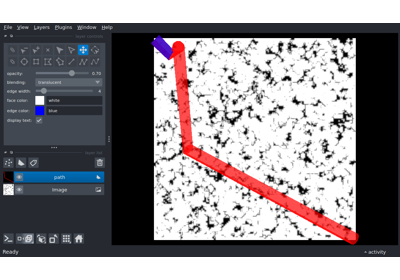 File View Layers Plugins Window Help
opacity: 0.70
blending: translucent
edge width:
face color: white
edge color: blue
display text:
path
Image
Ready
activity